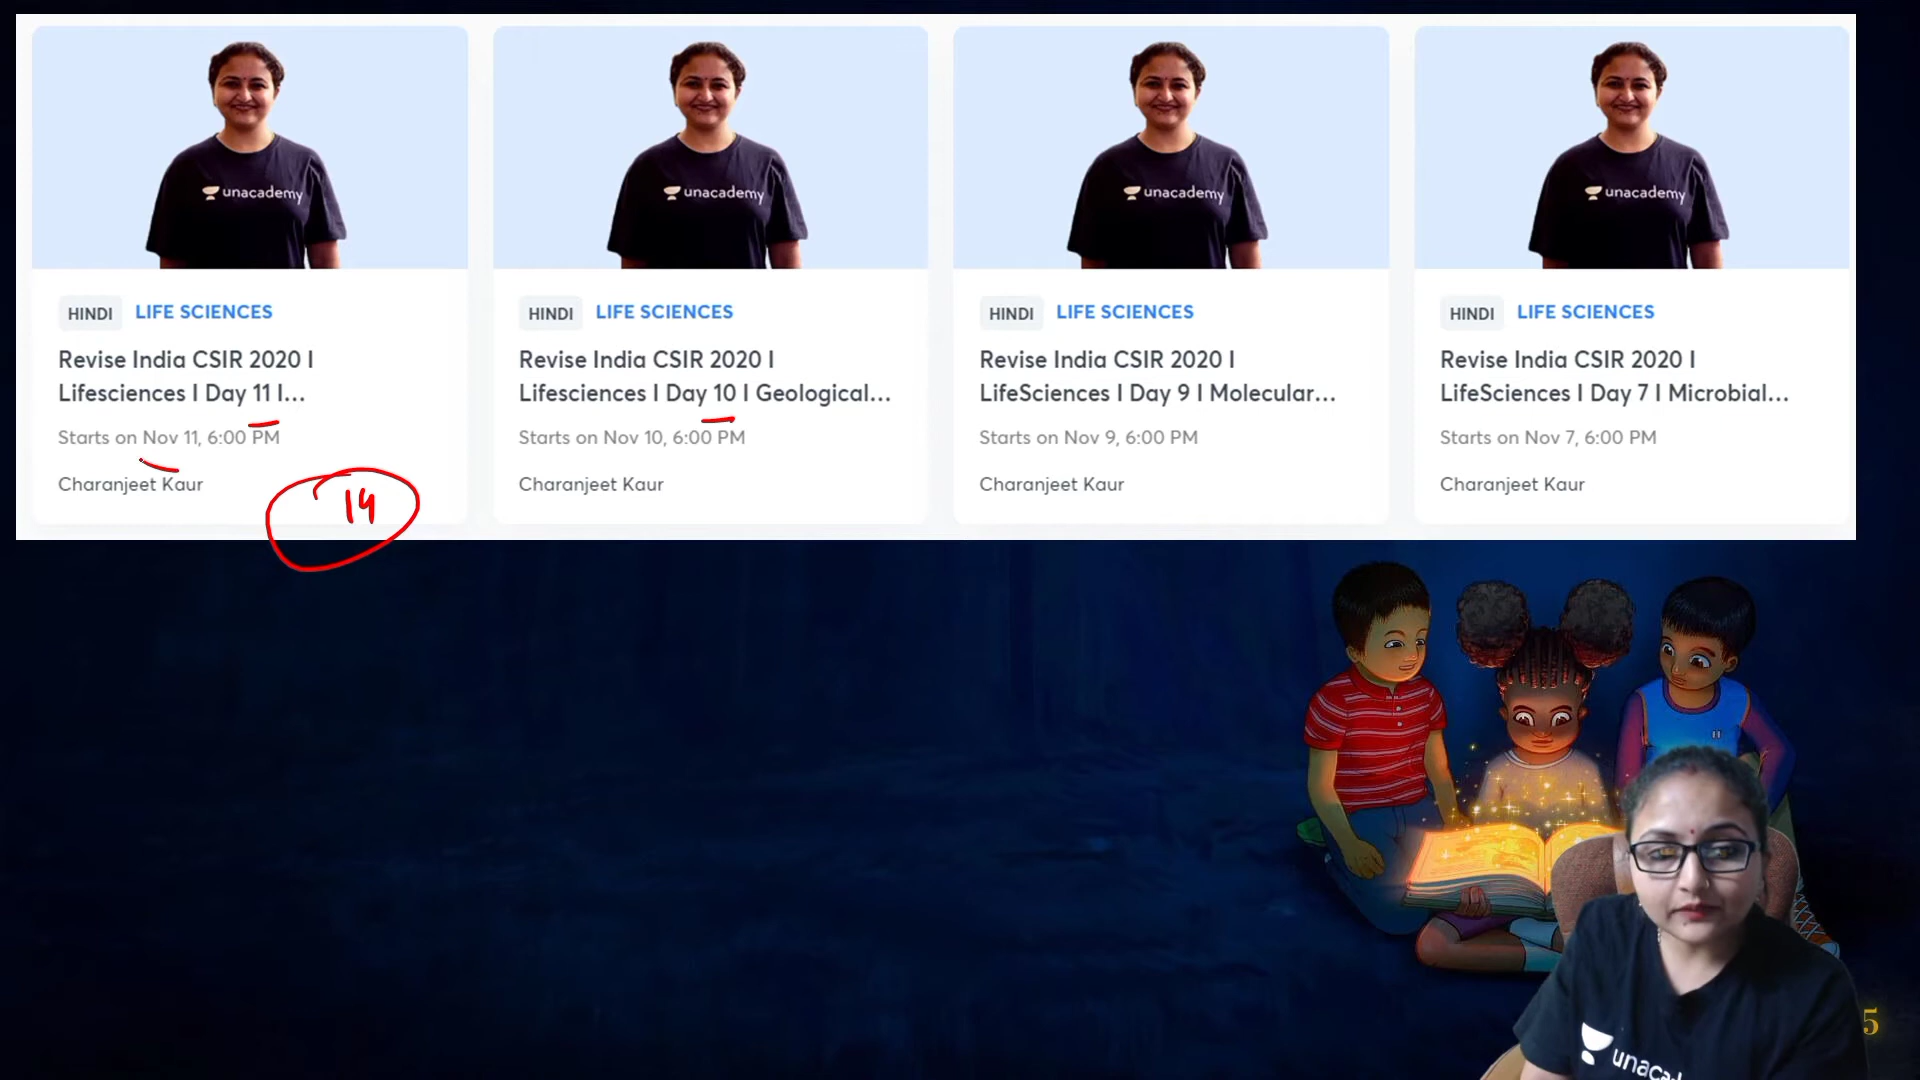 unacademy
HINDI LIFE SCIENCES
Revise India CSIR 2020 I
Lifesciences I Day 11 I...
Starts on Nov 11, 6:00 PM
Charanjeet Kaur
14
unacademy
HINDI LIFE SCIENCES
Revise India CSIR 2020 I
Lifesciences I Day 10 I Geological...
Starts on Nov 10, 6:00 PM
Charanjeet Kaur
unacademy
HINDI LIFE SCIENCES
Revise India CSIR 2020 I
LifeSciences I Day 9 I Molecular...
Starts on Nov 9, 6:00 PM
Charanjeet Kaur
unacademy
HINDI LIFE SCIENCES
Revise India CSIR 2020 I
LifeSciences I Day 7 I Microbial...
Starts on Nov 7, 6:00 PM
Charanjeet Kaur
5